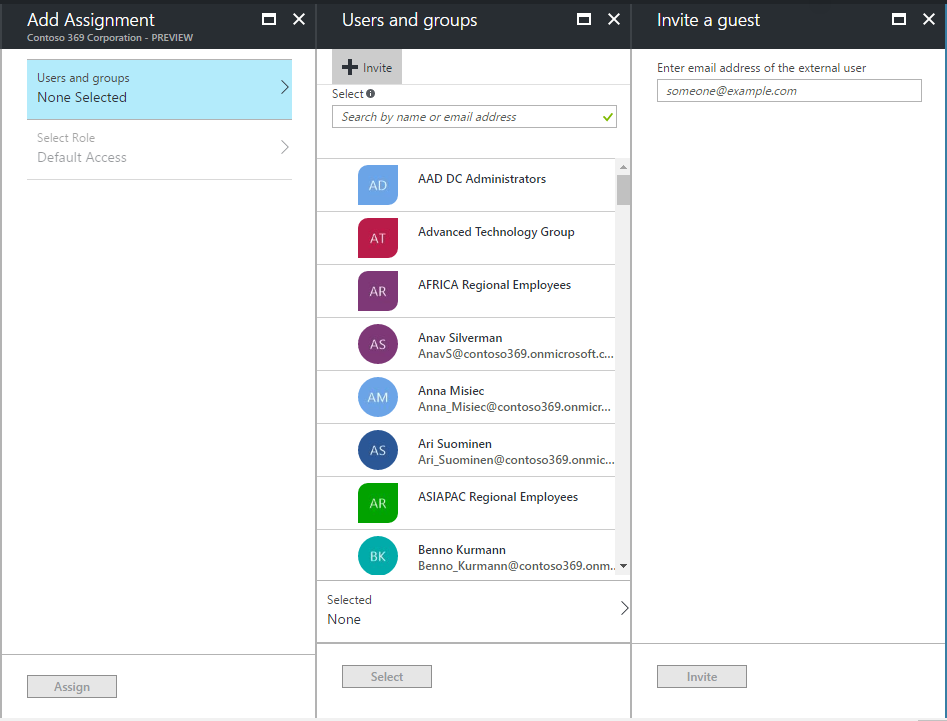 Add Assignment
Contoso 369 Corporation - PREVIEW
Users and groups
None Selected
Select Role
Default Access
Assign
Users and groups
Invite
Select
Search by name or email address
AD
AAD DC Administrators
AT
Advanced Technology Group
AR
AFRICA Regional Employees
AS
Anav Silverman
AnavS@contoso369.onmicrosoft.c...
AM
Anna Misiec
Anna_Misiec@contoso369.onmicr...
AS
Ari Suominen
Ari_Suominen@contoso369.onmic...
AR
ASIAPAC Regional Employees
BK
Benno Kurmann
Benno_Kurmann@contoso369.onm...
Selected
None
Select
Invite a guest
Enter email address of the external user
someone@example.com
Invite